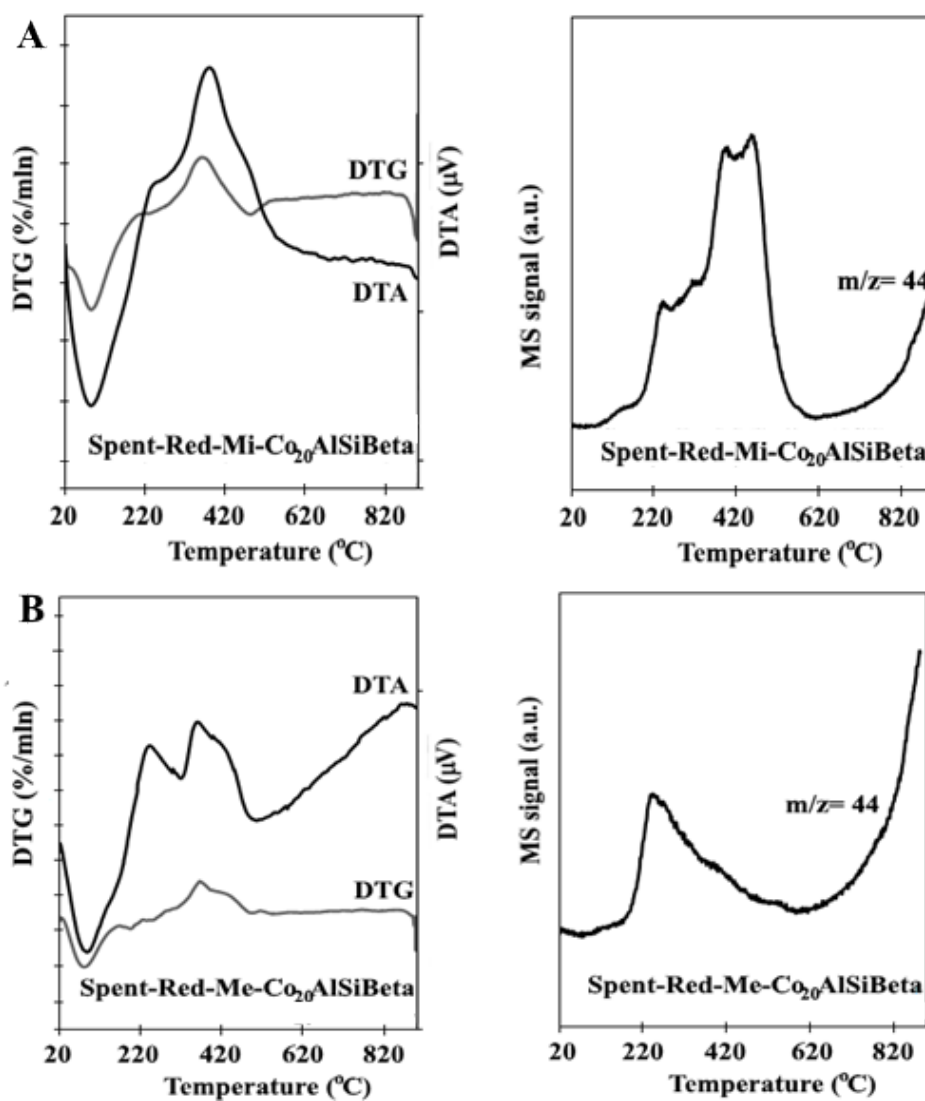 A
DTG (%/mln)
DTG
DTA
DTA (µV)
Spent-Red-Mi-Co₂₀AlSiBeta
20 220 420 620 820
Temperature (°C)
MS signal (a.u.)
m/z= 44
Spent-Red-Mi-Co₂₀AlSiBeta
20 220 420 620 820
Temperature (°C)
B
DTG (%/mln)
DTA
DTG
DTA (µV)
Spent-Red-Me-Co₂₀AlSiBeta
20 220 420 620 820
Temperature (°C)
MS signal (a.u.)
m/z= 44
Spent-Red-Me-Co₂₀AlSiBeta
20 220 420 620 820
Temperature (°C)